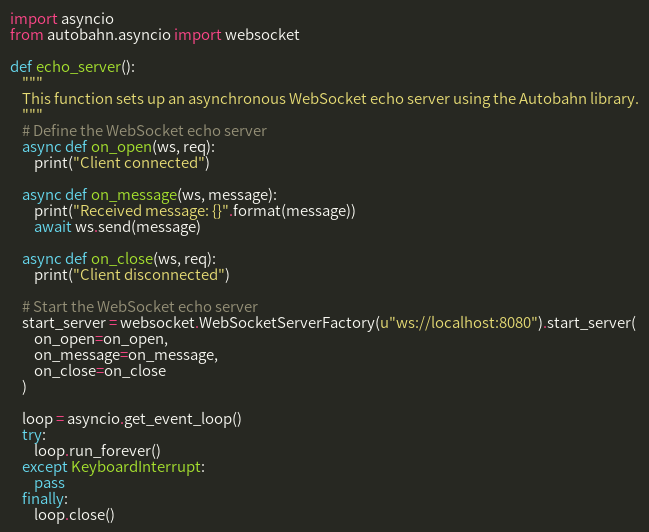 import asyncio
from autobahn.asyncio import websocket

def echo_server():
    """
    This function sets up an asynchronous WebSocket echo server using the Autobahn library.
    """
    # Define the WebSocket echo server
    async def on_open(ws, req):
        print("Client connected")

    async def on_message(ws, message):
        print("Received message: {}".format(message))
        await ws.send(message)

    async def on_close(ws, req):
        print("Client disconnected")

    # Start the WebSocket echo server
    start_server = websocket.WebSocketServerFactory(u"ws://localhost:8080").start_server(
        on_open=on_open,
        on_message=on_message,
        on_close=on_close
    )

    loop = asyncio.get_event_loop()
    try:
        loop.run_forever()
    except KeyboardInterrupt:
        pass
    finally:
        loop.close()